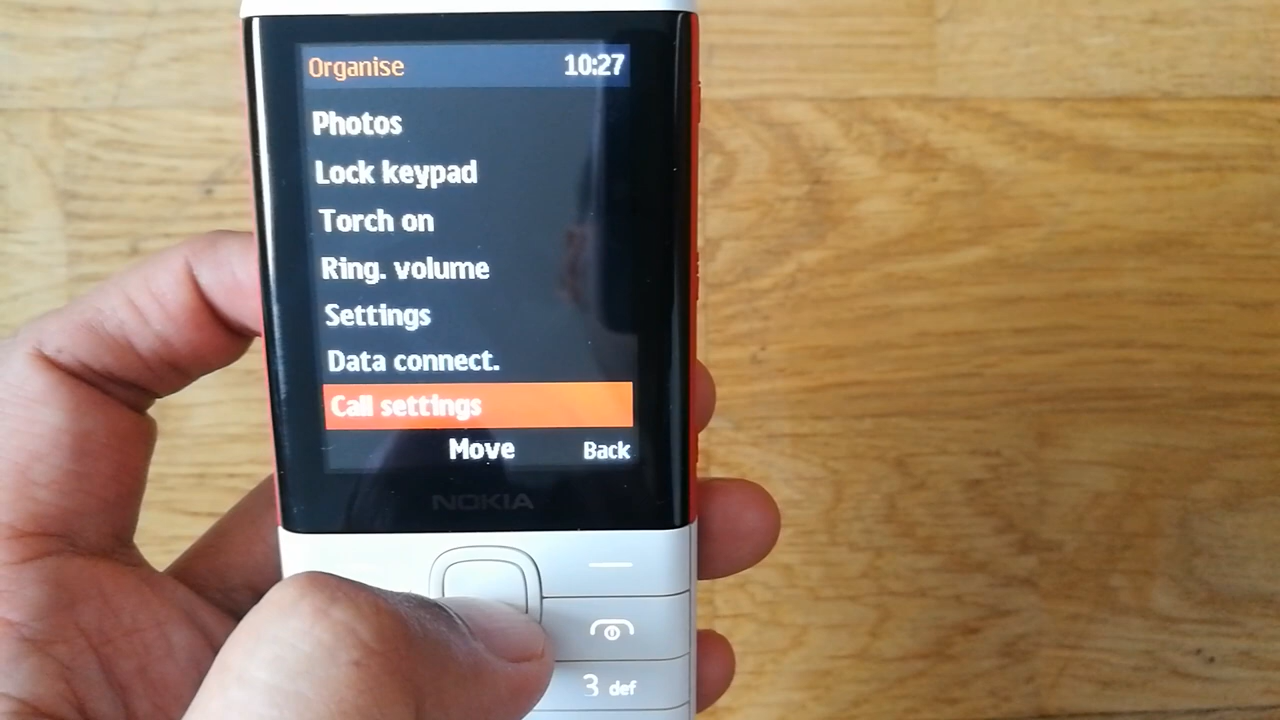 Organise 10:27
Photos
Lock keypad
Torch on
Ring. volume
Settings
Data connect.
Call settings
Move Back
NOKIA
3 def